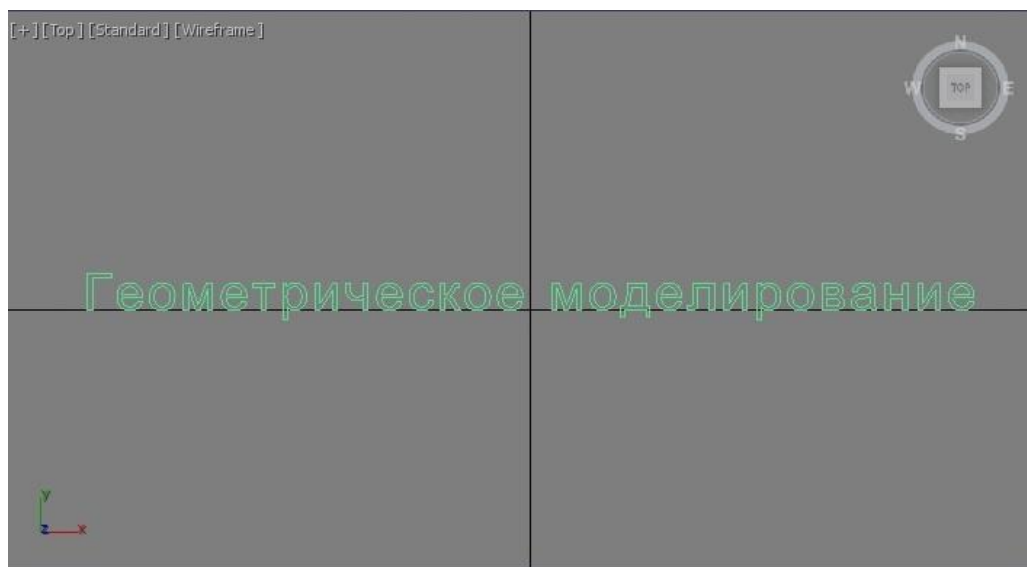 [+] [Top] [Standard] [Wireframe]
N
W TOP E
S
Геометрическое моделирование
y
z x